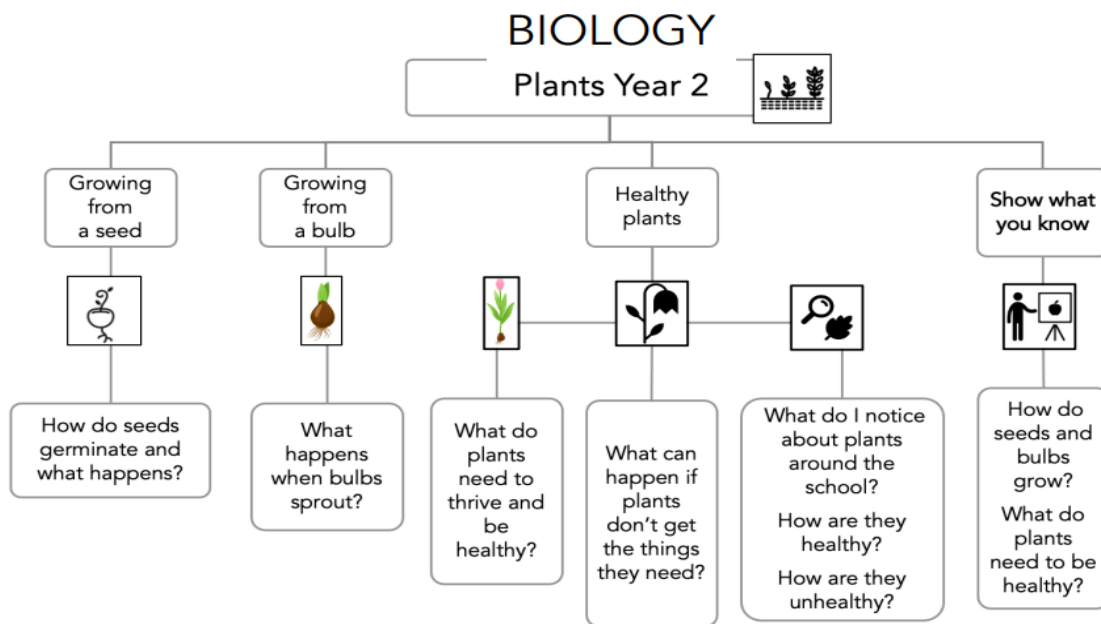 BIOLOGY
Plants Year 2
Growing
from
a seed
Growing
from
a bulb
Healthy
plants
Show what
you know
How do seeds
germinate and
what happens?
What
happens
when bulbs
sprout?
What do
plants
need to
thrive and
be
healthy?
What can
happen if
plants
don’t get
the things
they need?
What do I notice
about plants
around the
school?
How are they
healthy?
How are they
unhealthy?
How do
seeds and
bulbs
grow?
What do
plants
need to be
healthy?